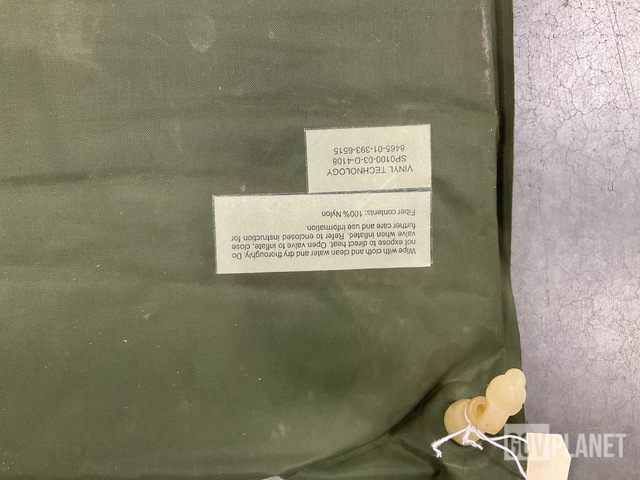 Wipe with cloth and clean water and dry thoroughly. Do
not expose to direct heat. Open valve to inflate, close
valve when inflated. Refer to enclosed instruction for
further care and use information.
Fiber contents: 100% Nylon
VINYL TECHNOLOGY
SP0100-03-D-4108
8465-01-393-6515
GOVPLANET